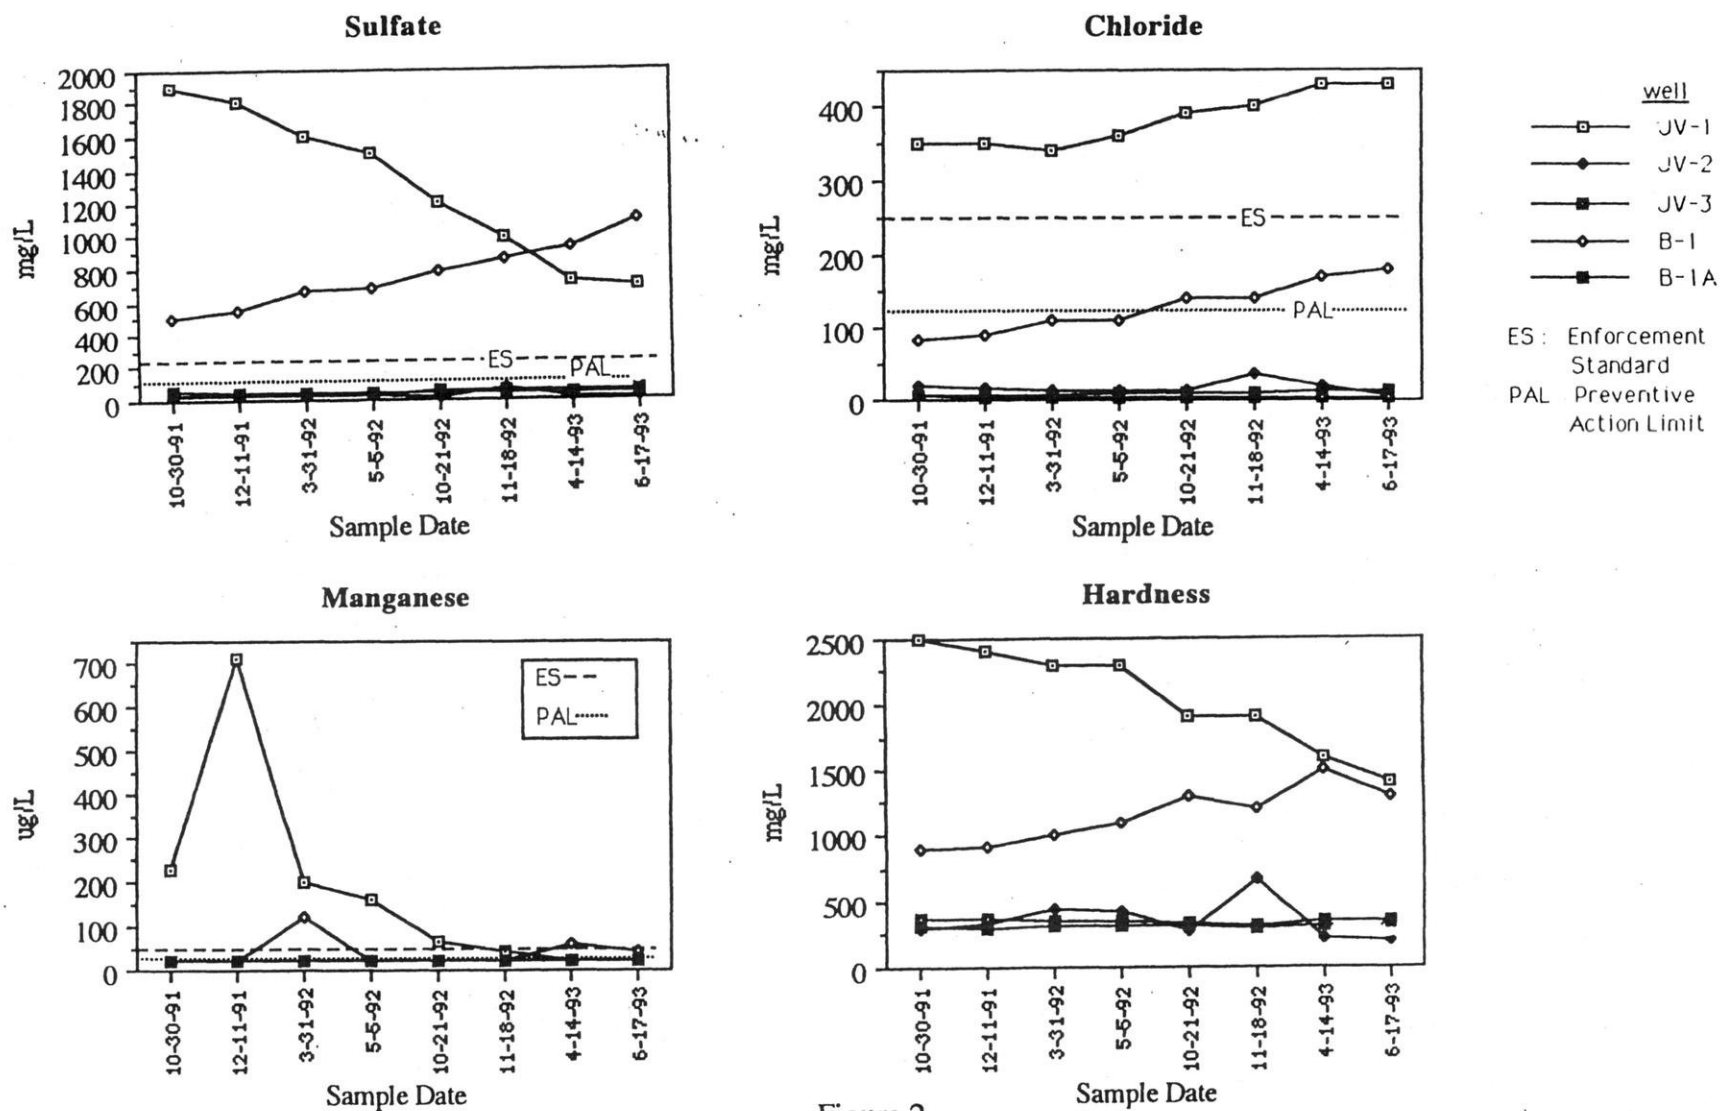 Sulfate
2000
1800
1600
1400
1200
1000
800
600
400
200
0
mg/L
ES
PAL
10-30-91
12-11-91
3-31-92
5-5-92
10-21-92
11-18-92
4-14-93
6-17-93
Sample Date
Chloride
400
300
200
100
0
mg/L
ES
PAL
10-30-91
12-11-91
3-31-92
5-5-92
10-21-92
11-18-92
4-14-93
6-17-93
Sample Date
well
JV-1
JV-2
JV-3
B-1
B-1A
ES : Enforcement
Standard
PAL Preventive
Action Limit
Manganese
700
600
500
400
300
200
100
0
ug/L
ES
PAL
10-30-91
12-11-91
3-31-92
5-5-92
10-21-92
11-18-92
4-14-93
6-17-93
Sample Date
Hardness
2500
2000
1500
1000
500
0
mg/L
10-30-91
12-11-91
3-31-92
5-5-92
10-21-92
11-18-92
4-14-93
6-17-93
Sample Date